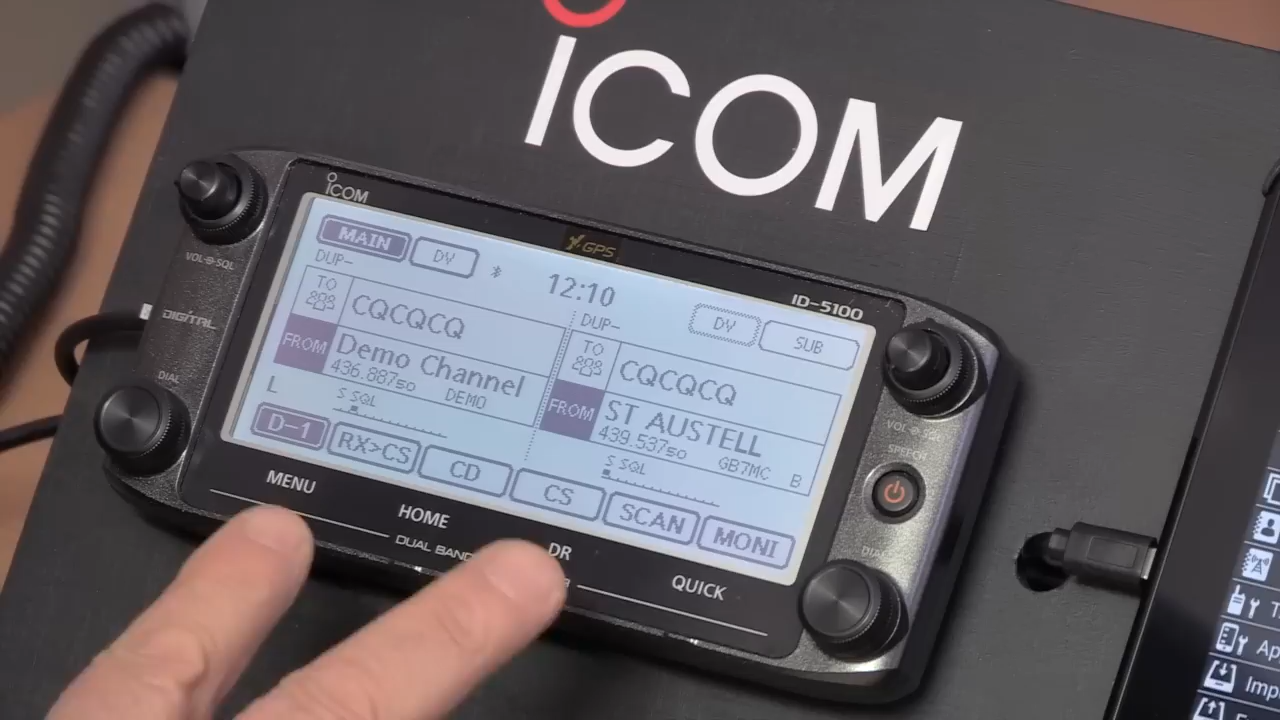 ICOM
ICOM
GPS
ID-5100
VOL SQL
DIGITAL
DIAL
MAIN
DV
12:10
DUP-
DUP-
DV
SUB
TO
CQCQCQ
TO
CQCQCQ
FROM
Demo Channel
436.88750
DEMO
FROM
ST AUSTELL
439.53750
GB7MC
B
L
S SQL
S SQL
D-1
RX>CS
CD
CS
SCAN
MONI
MENU
HOME
DR
QUICK
DUAL BAND
VOL SQL
SPEECH
DIAL